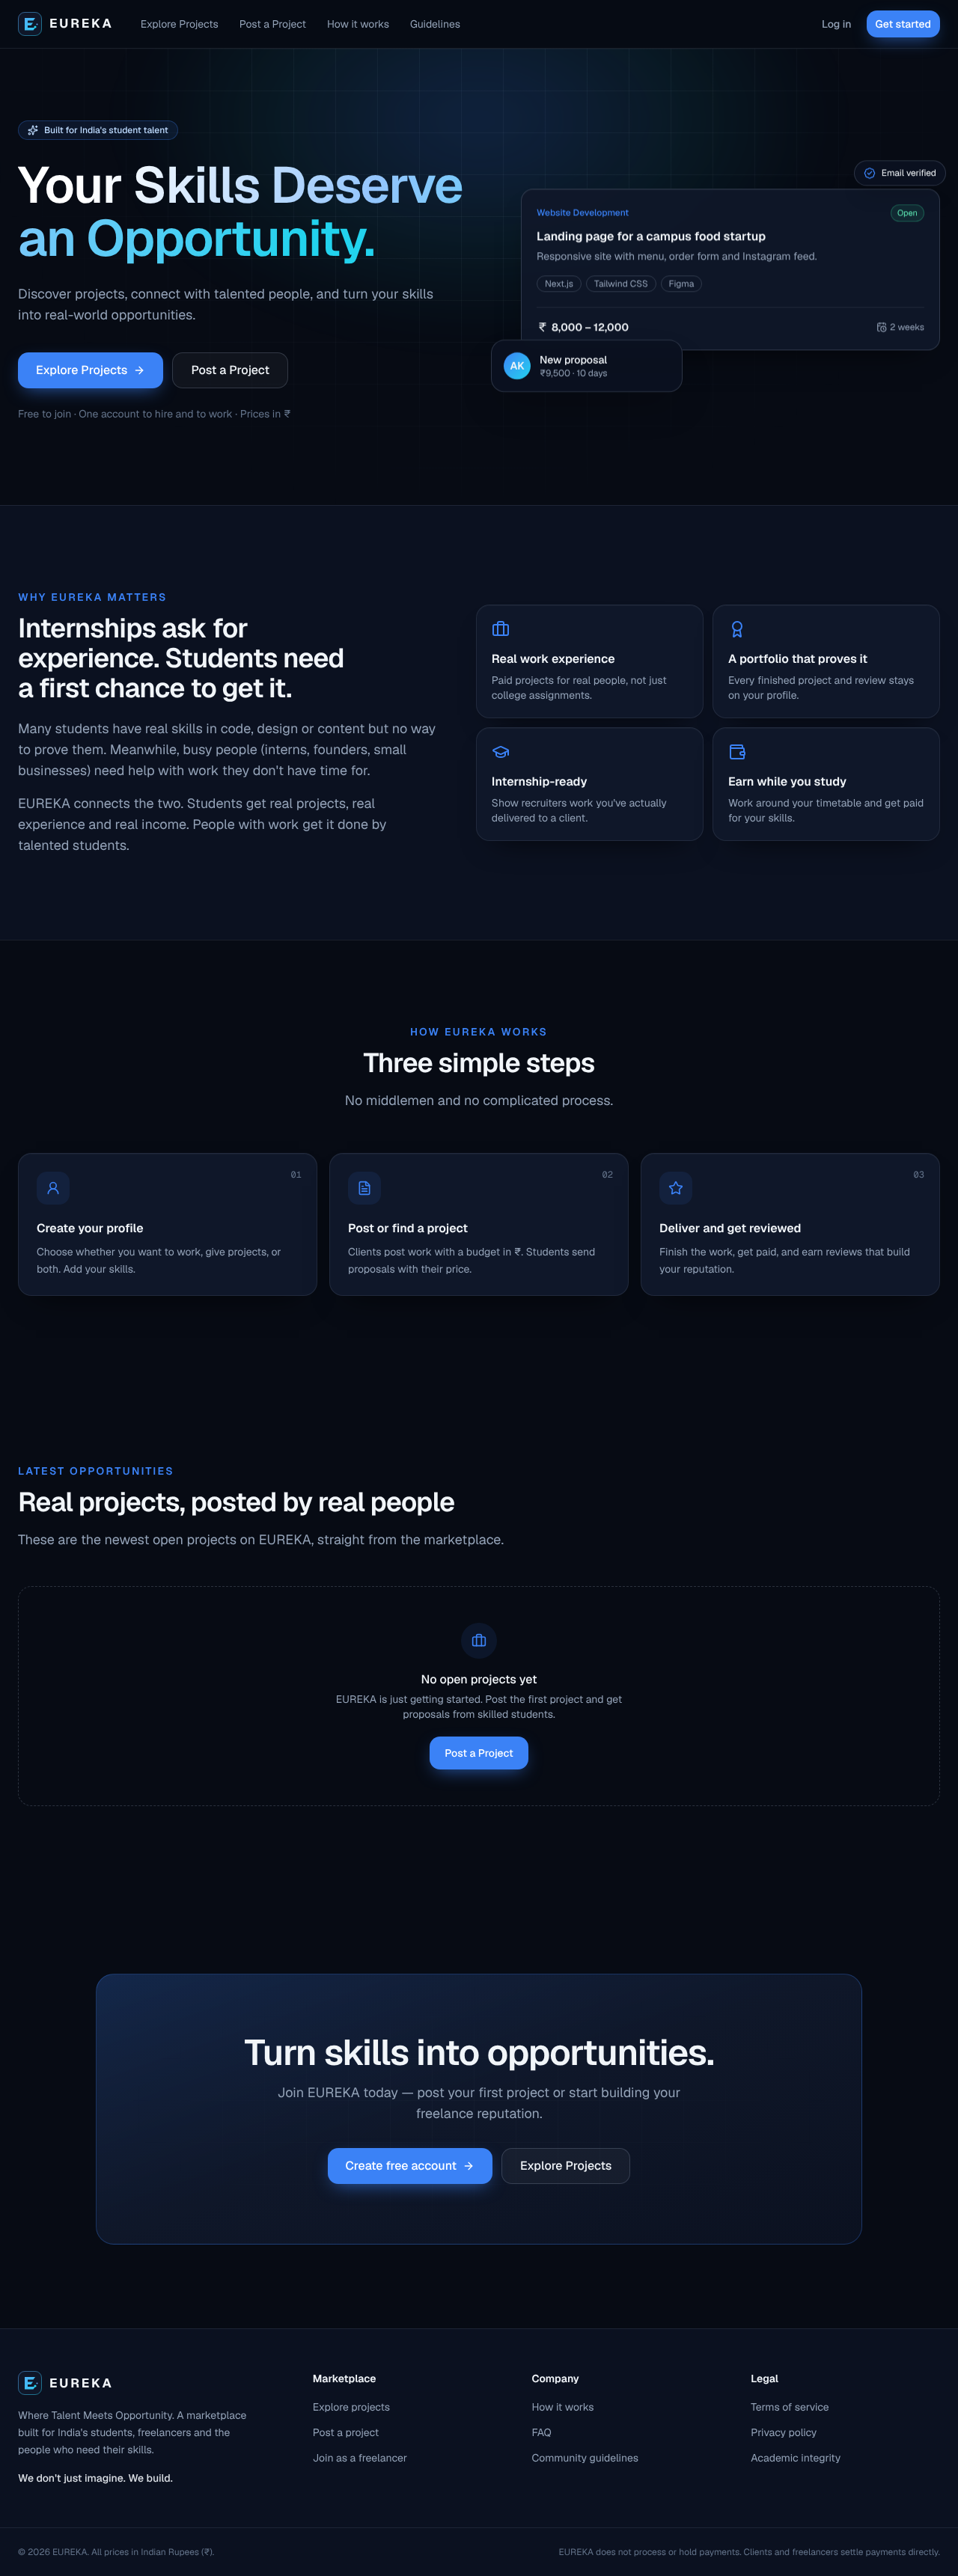 EUREKA
Explore Projects
Post a Project
How it works
Guidelines
Log in
Get started
Built for India's student talent
Your Skills Deserve
an Opportunity.
Discover projects, connect with talented people, and turn your skills
into real-world opportunities.
Explore Projects →
Post a Project
Free to join · One account to hire and to work · Prices in ₹
Email verified
Website Development
Open
Landing page for a campus food startup
Responsive site with menu, order form and Instagram feed.
Next.js
Tailwind CSS
Figma
₹ 8,000 – 12,000
2 weeks
AK
New proposal
₹9,500 · 10 days
WHY EUREKA MATTERS
Internships ask for
experience. Students need
a first chance to get it.
Many students have real skills in code, design or content but no way
to prove them. Meanwhile, busy people (interns, founders, small
businesses) need help with work they don't have time for.
EUREKA connects the two. Students get real projects, real
experience and real income. People with work get it done by
talented students.
Real work experience
Paid projects for real people, not just
college assignments.
A portfolio that proves it
Every finished project and review stays
on your profile.
Internship-ready
Show recruiters work you've actually
delivered to a client.
Earn while you study
Work around your timetable and get paid
for your skills.
HOW EUREKA WORKS
Three simple steps
No middlemen and no complicated process.
01
Create your profile
Choose whether you want to work, give projects, or
both. Add your skills.
02
Post or find a project
Clients post work with a budget in ₹. Students send
proposals with their price.
03
Deliver and get reviewed
Finish the work, get paid, and earn reviews that build
your reputation.
LATEST OPPORTUNITIES
Real projects, posted by real people
These are the newest open projects on EUREKA, straight from the marketplace.
No open projects yet
EUREKA is just getting started. Post the first project and get
proposals from skilled students.
Post a Project
Turn skills into opportunities.
Join EUREKA today — post your first project or start building your
freelance reputation.
Create free account →
Explore Projects
EUREKA
Where Talent Meets Opportunity. A marketplace
built for India's students, freelancers and the
people who need their skills.
We don't just imagine. We build.
Marketplace
Explore projects
Post a project
Join as a freelancer
Company
How it works
FAQ
Community guidelines
Legal
Terms of service
Privacy policy
Academic integrity
© 2026 EUREKA. All prices in Indian Rupees (₹).
EUREKA does not process or hold payments. Clients and freelancers settle payments directly.